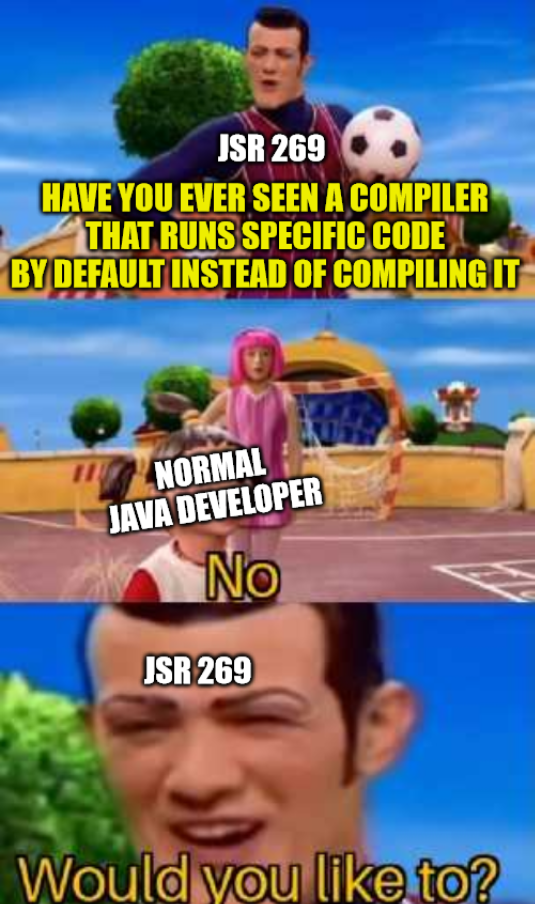 JSR 269
HAVE YOU EVER SEEN A COMPILER
THAT RUNS SPECIFIC CODE
BY DEFAULT INSTEAD OF COMPILING IT
NORMAL
JAVA DEVELOPER
No
JSR 269
Would you like to?